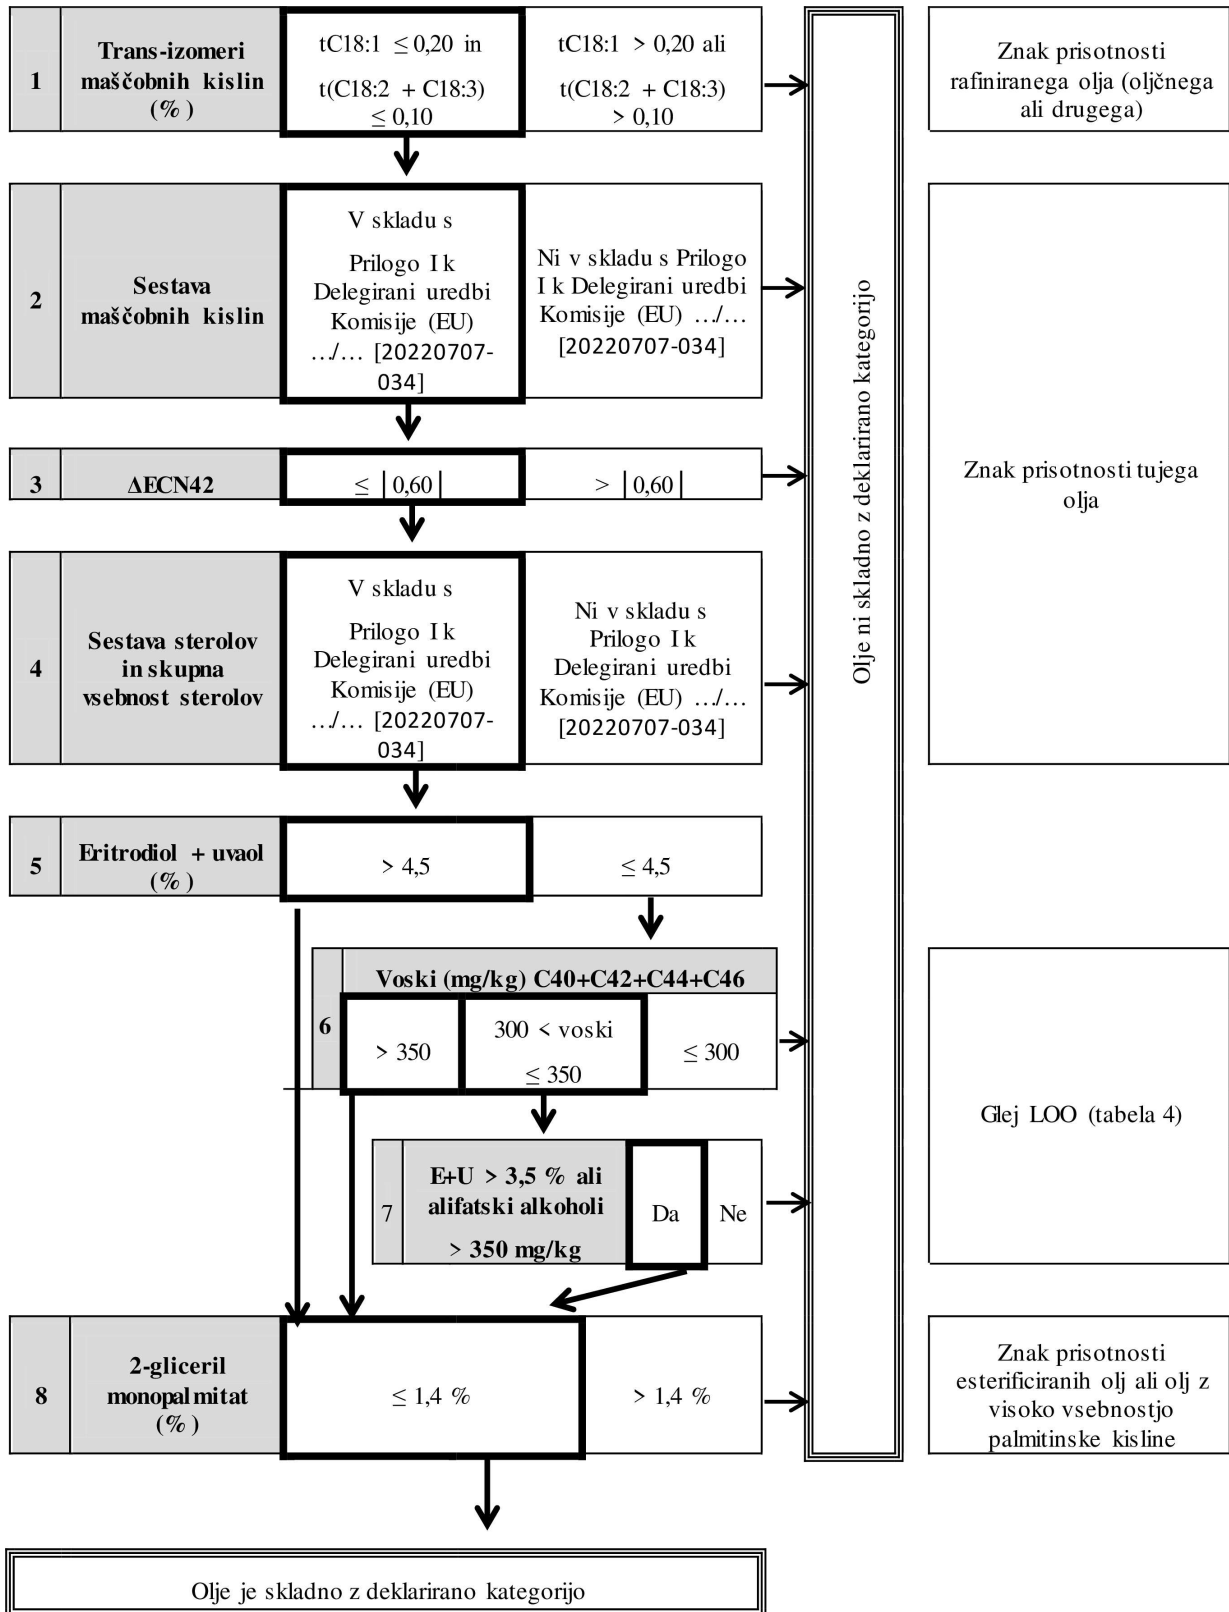 1
Trans-izomeri
maščobnih kislin
(%)
tC18:1 ≤ 0,20 in
t(C18:2 + C18:3)
≤ 0,10
tC18:1 > 0,20 ali
t(C18:2 + C18:3)
> 0,10
Znak prisotnosti
rafiniranega olja (oljčnega
ali drugega)
Olje ni skladno z deklarirano kategorijo
2
Sestava
maščobnih kislin
V skladu s
Prilogo I k
Delegirani uredbi
Komisije (EU)
…/… [20220707-
034]
Ni v skladu s Prilogo
I k Delegirani uredbi
Komisije (EU) …/…
[20220707-034]
Znak prisotnosti tujega
olja
3
ΔECN42
≤ |0,60|
> |0,60|
4
Sestava sterolov
in skupna
vsebnost sterolov
V skladu s
Prilogo I k
Delegirani uredbi
Komisije (EU)
…/… [20220707-
034]
Ni v skladu s
Prilogo I k
Delegirani uredbi
Komisije (EU) …/…
[20220707-034]
5
Eritrodiol + uvaol
(%)
> 4,5
≤ 4,5
6
Voski (mg/kg) C40+C42+C44+C46
> 350
300 < voski
≤ 350
≤ 300
Glej LOO (tabela 4)
7
E+U > 3,5 % ali
alifatski alkoholi
> 350 mg/kg
Da
Ne
8
2-gliceril
monopalmitat
(%)
≤ 1,4 %
> 1,4 %
Znak prisotnosti
esterificiranih olj ali olj z
visoko vsebnostjo
palmitinske kisline
Olje je skladno z deklarirano kategorijo